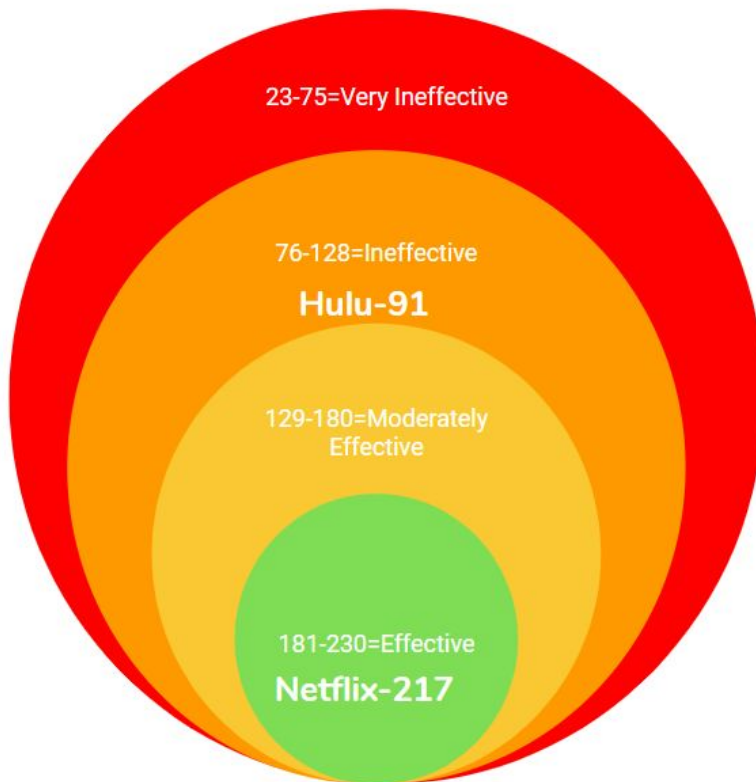 23-75=Very Ineffective
76-128=Ineffective
Hulu-91
129-180=Moderately
Effective
181-230=Effective
Netflix-217